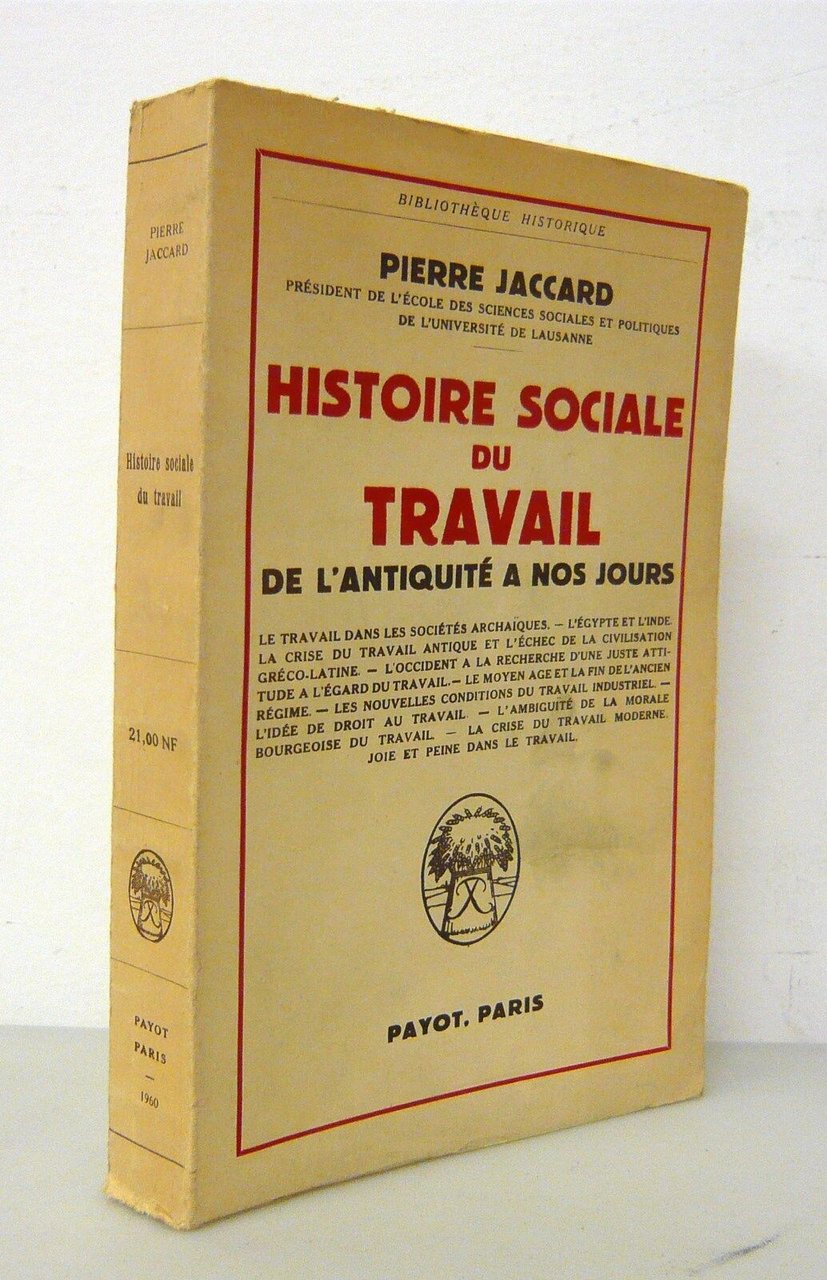 PIERRE
JACCARD
Histoire sociale
du travail
21,00 NF
PAYOT
PARIS
—
1960
BIBLIOTHÈQUE HISTORIQUE
PIERRE JACCARD
PRÉSIDENT DE L'ÉCOLE DES SCIENCES SOCIALES ET POLITIQUES
DE L'UNIVERSITÉ DE LAUSANNE
HISTOIRE SOCIALE
DU
TRAVAIL
DE L'ANTIQUITÉ A NOS JOURS
LE TRAVAIL DANS LES SOCIÉTÉS ARCHAIQUES. — L'ÉGYPTE ET L'INDE.
LA CRISE DU TRAVAIL ANTIQUE ET L'ÉCHEC DE LA CIVILISATION
GRÉCO-LATINE. — L'OCCIDENT A LA RECHERCHE D'UNE JUSTE ATTI-
TUDE A L'ÉGARD DU TRAVAIL. — LE MOYEN AGE ET LA FIN DE L'ANCIEN
RÉGIME. — LES NOUVELLES CONDITIONS DU TRAVAIL INDUSTRIEL. —
L'IDÉE DE DROIT AU TRAVAIL — L'AMBIGUITÉ DE LA MORALE
BOURGEOISE DU TRAVAIL — LA CRISE DU TRAVAIL MODERNE.
JOIE ET PEINE DANS LE TRAVAIL.
PAYOT, PARIS